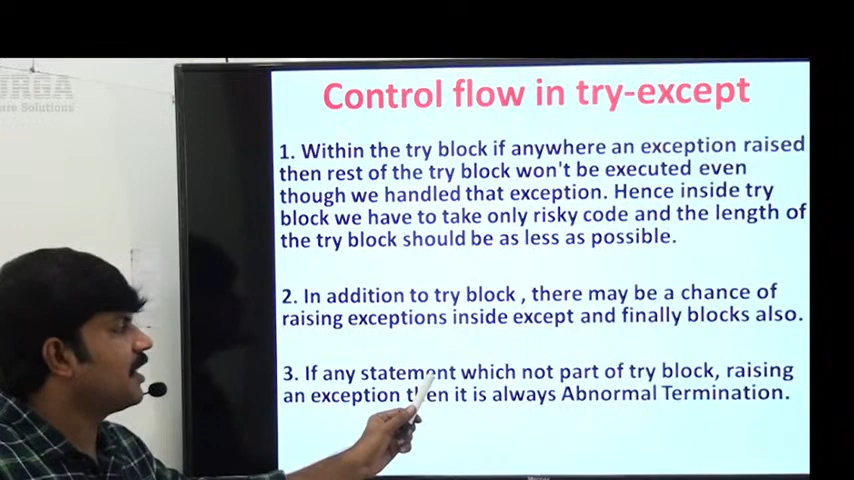 URGA
are Solutions
Control flow in try-except
1. Within the try block if anywhere an exception raised
then rest of the try block won't be executed even
though we handled that exception. Hence inside try
block we have to take only risky code and the length of
the try block should be as less as possible.
2. In addition to try block , there may be a chance of
raising exceptions inside except and finally blocks also.
3. If any statement which not part of try block, raising
an exception then it is always Abnormal Termination.